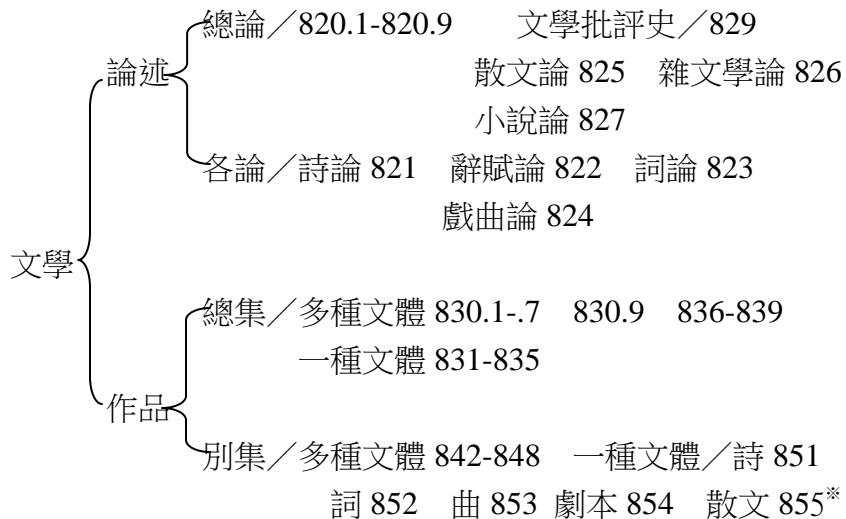 總論／820.1-820.9 文學批評史／829
論述 散文論 825 雜文學論 826
小說論 827
各論／詩論 821 辭賦論 822 詞論 823
戲曲論 824
文學
總集／多種文體 830.1-.7 830.9 836-839
一種文體 831-835
作品
別集／多種文體 842-848 一種文體／詩 851
詞 852 曲 853 劇本 854 散文 855※